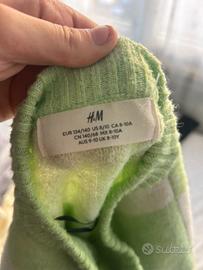 H&M
EUR 134/140 US 8/10 CA 8-10A
CN 140/68 MX 8-10A
AUS 9-10 UK 8-10Y
Subito